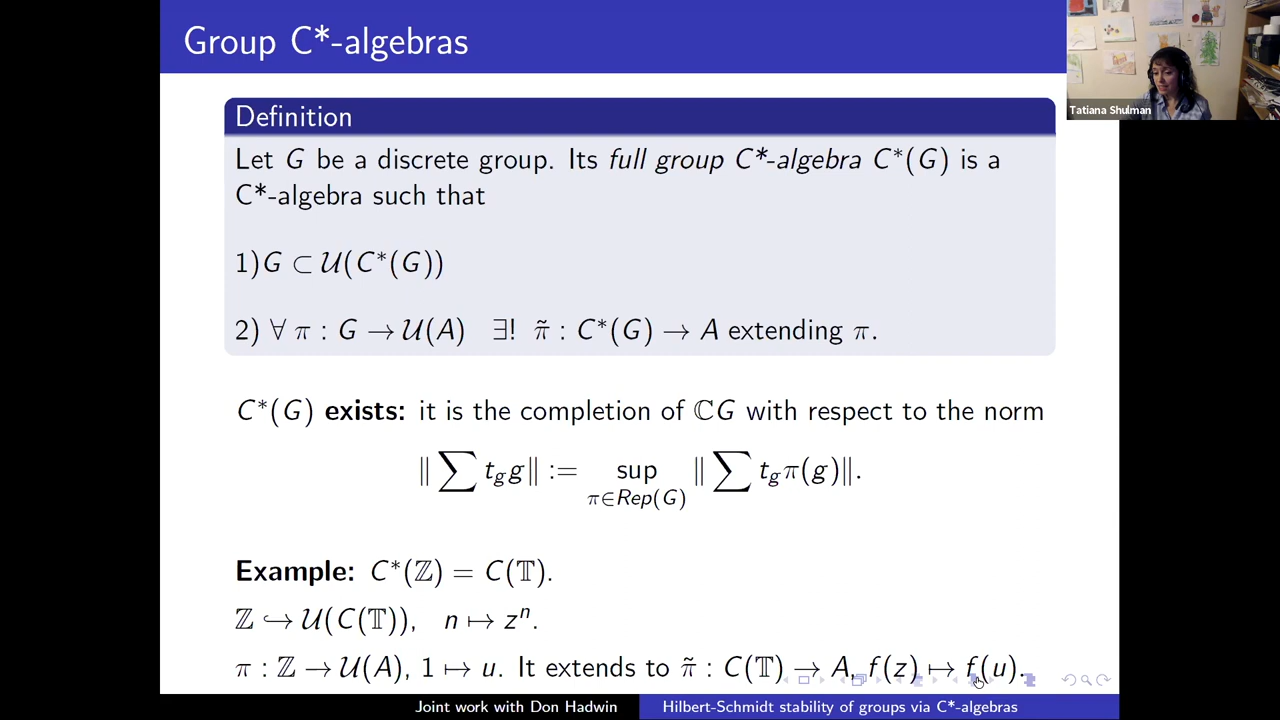 Group C*-algebras
Tatiana Shulman
Definition
Let G be a discrete group. Its full group C*-algebra C*(G) is a
C*-algebra such that
1)G ⊂ 𝒰(C*(G))
2) ∀ π : G → 𝒰(A) ∃! π̃ : C*(G) → A extending π.
C*(G) exists: it is the completion of ℂG with respect to the norm
‖∑ t_g g‖ := sup_{π∈Rep(G)} ‖∑ t_g π(g)‖.
Example: C*(ℤ) = C(𝕋).
ℤ ↪ 𝒰(C(𝕋)), n ↦ zⁿ.
π : ℤ → 𝒰(A), 1 ↦ u. It extends to π̃ : C(𝕋) → A, f(z) ↦ f(u).
Joint work with Don Hadwin
Hilbert-Schmidt stability of groups via C*-algebras